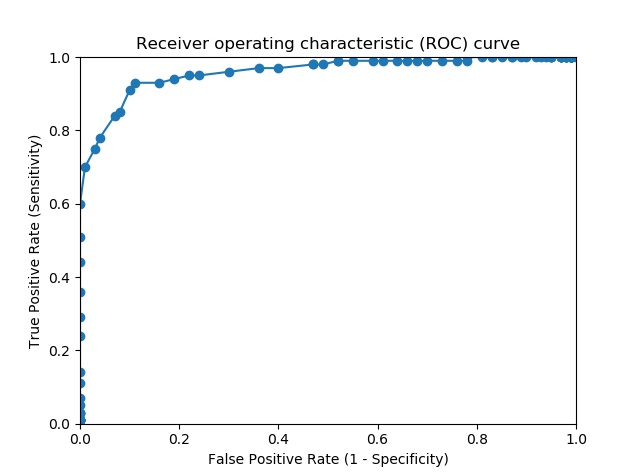 Receiver operating characteristic (ROC) curve
True Positive Rate (Sensitivity)
1.0
0.8
0.6
0.4
0.2
0.0
0.0 0.2 0.4 0.6 0.8 1.0
False Positive Rate (1 - Specificity)